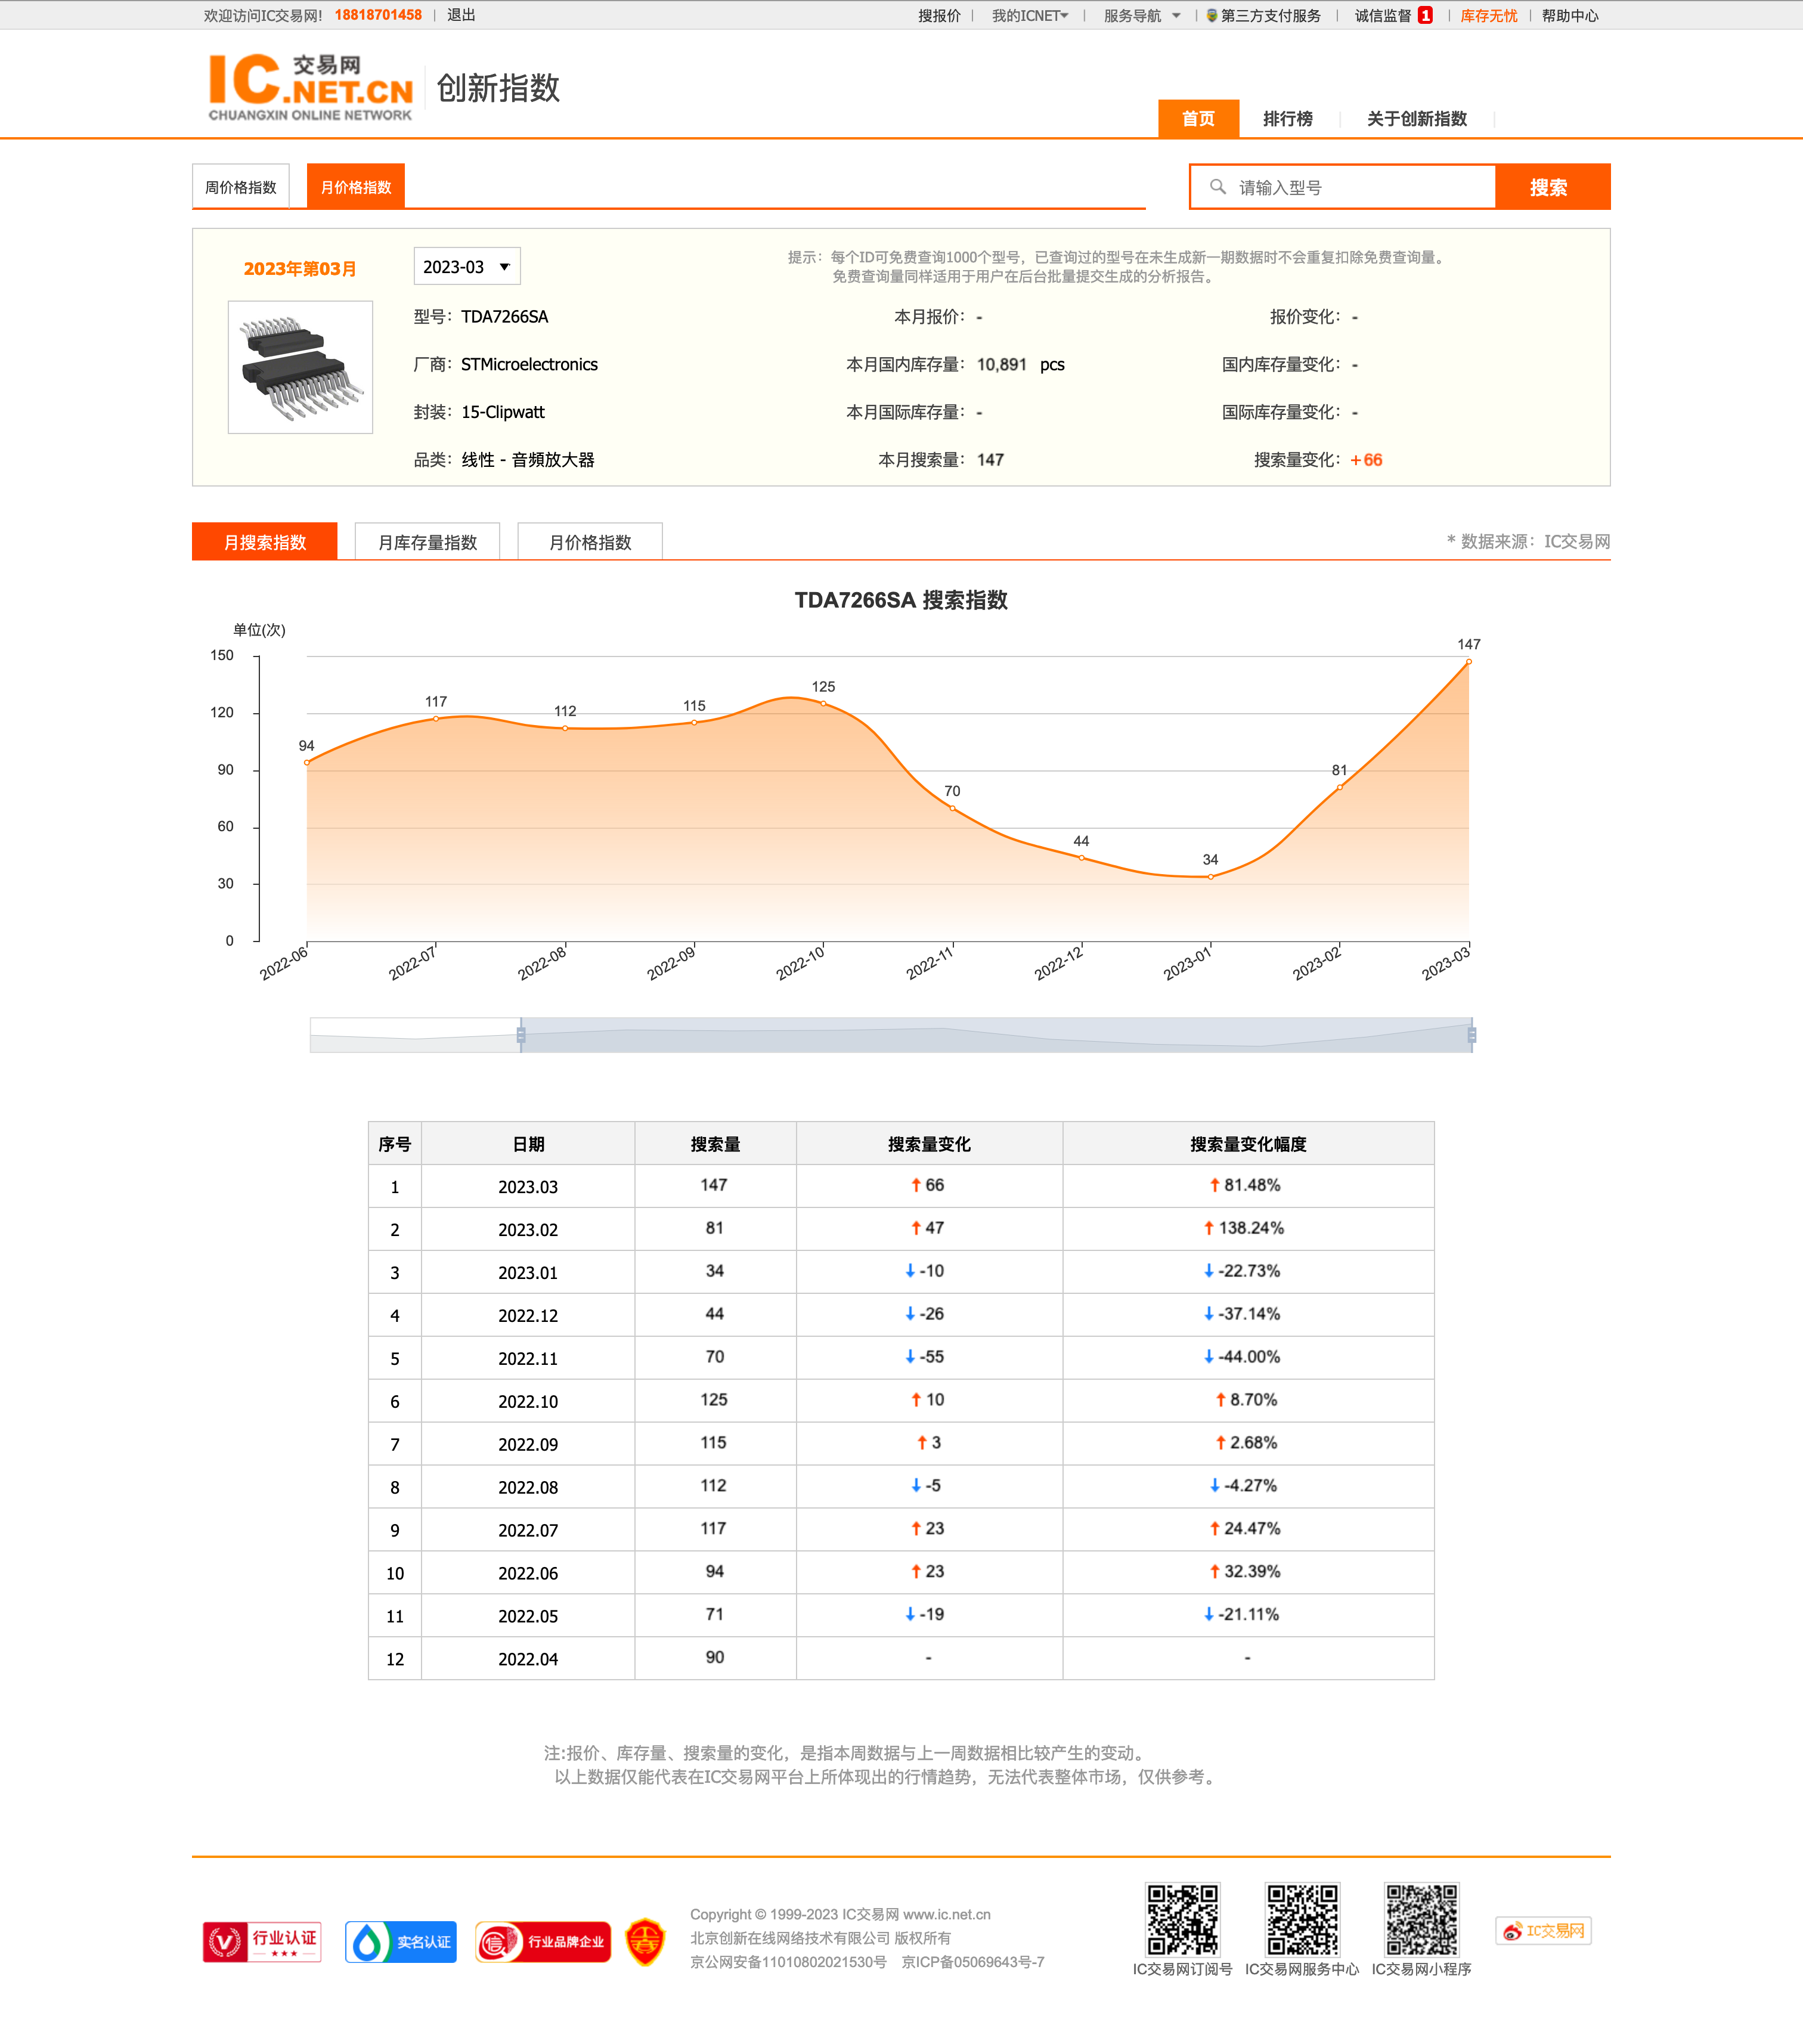 欢迎访问IC交易网! 18818701458 | 退出 搜报价 | 我的ICNET | 服务导航 | 第三方支付服务 | 诚信监督 1 | 库存无忧 | 帮助中心
IC 交易网 .NET.CN
CHUANGXIN ONLINE NETWORK
创新指数
首页 排行榜 关于创新指数
周价格指数 月价格指数 请输入型号 搜索
2023年第03月 2023-03
提示：每个ID可免费查询1000个型号，已查询过的型号在未生成新一期数据时不会重复扣除免费查询量。
免费查询量同样适用于用户在后台批量提交生成的分析报告。
型号：TDA7266SA 本月报价：- 报价变化：-
厂商：STMicroelectronics 本月国内库存量：10,891 pcs 国内库存量变化：-
封装：15-Clipwatt 本月国际库存量：- 国际库存量变化：-
品类：线性 - 音頻放大器 本月搜索量：147 搜索量变化：+66
月搜索指数 月库存量指数 月价格指数 * 数据来源：IC交易网
TDA7266SA 搜索指数
单位(次)
150
120
90
60
30
0
94 117 112 115 125 70 44 34 81 147
2022-06 2022-07 2022-08 2022-09 2022-10 2022-11 2022-12 2023-01 2023-02 2023-03
序号 日期 搜索量 搜索量变化 搜索量变化幅度
1 2023.03 147 ↑ 66 ↑ 81.48%
2 2023.02 81 ↑ 47 ↑ 138.24%
3 2023.01 34 ↓ -10 ↓ -22.73%
4 2022.12 44 ↓ -26 ↓ -37.14%
5 2022.11 70 ↓ -55 ↓ -44.00%
6 2022.10 125 ↑ 10 ↑ 8.70%
7 2022.09 115 ↑ 3 ↑ 2.68%
8 2022.08 112 ↓ -5 ↓ -4.27%
9 2022.07 117 ↑ 23 ↑ 24.47%
10 2022.06 94 ↑ 23 ↑ 32.39%
11 2022.05 71 ↓ -19 ↓ -21.11%
12 2022.04 90 - -
注:报价、库存量、搜索量的变化，是指本周数据与上一周数据相比较产生的变动。
以上数据仅能代表在IC交易网平台上所体现出的行情趋势，无法代表整体市场，仅供参考。
行业认证
实名认证
信 行业品牌企业
Copyright © 1999-2023 IC交易网 www.ic.net.cn
北京创新在线网络技术有限公司 版权所有
京公网安备11010802021530号 京ICP备05069643号-7
IC交易网订阅号 IC交易网服务中心 IC交易网小程序
IC交易网